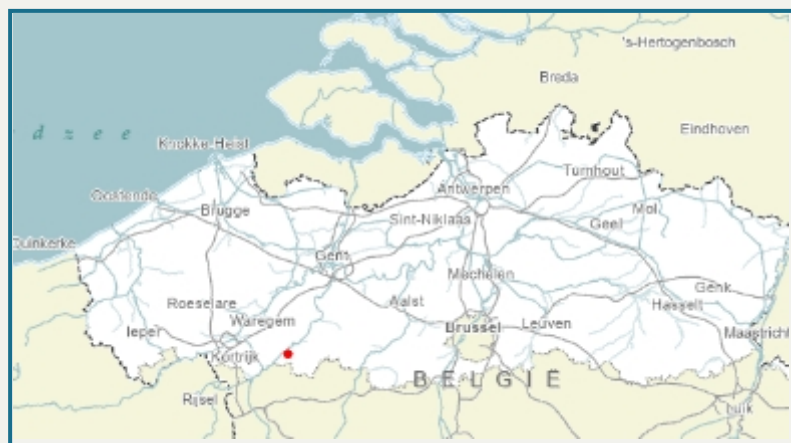 's-Hertogenbosch
Breda
dzee
Eindhoven
Knokke-Heist
Turnhout
Antwerpen
Oostende
Mol
Brugge
Sint-Niklaas
Geel
Duinkerke
Gent
Mechelen
Genk
Roeselare
Aalst
Hasselt
Waregem
Ieper
Brussel
Leuven
Maastricht
Kortrijk
BELGIË
Rijsel
Luik